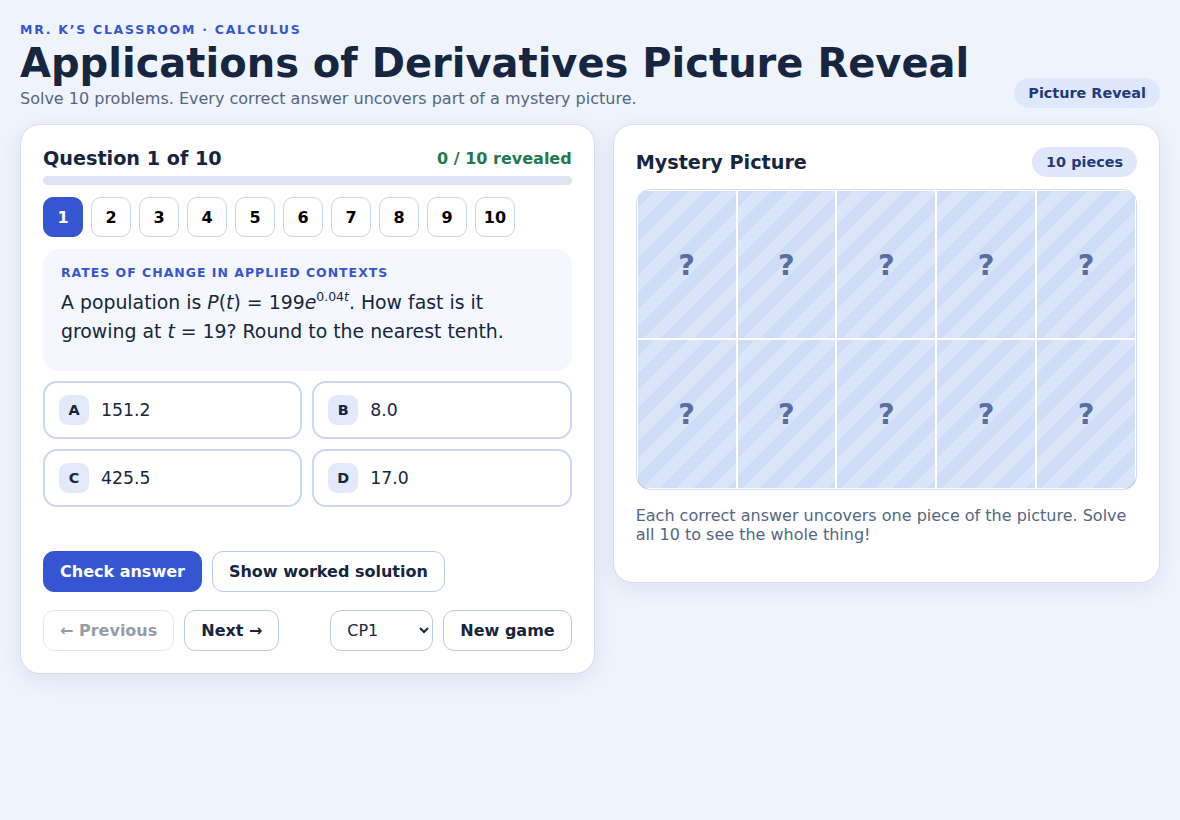 MR. K’S CLASSROOM · CALCULUS
Applications of Derivatives Picture Reveal
Solve 10 problems. Every correct answer uncovers part of a mystery picture.
Picture Reveal
Question 1 of 10
0 / 10 revealed
1 2 3 4 5 6 7 8 9 10
RATES OF CHANGE IN APPLIED CONTEXTS
A population is P(t) = 199e^0.04t. How fast is it
growing at t = 19? Round to the nearest tenth.
A 151.2
B 8.0
C 425.5
D 17.0
Check answer
Show worked solution
← Previous
Next →
CP1
New game
Mystery Picture
10 pieces
? ? ? ? ?
? ? ? ? ?
Each correct answer uncovers one piece of the picture. Solve
all 10 to see the whole thing!